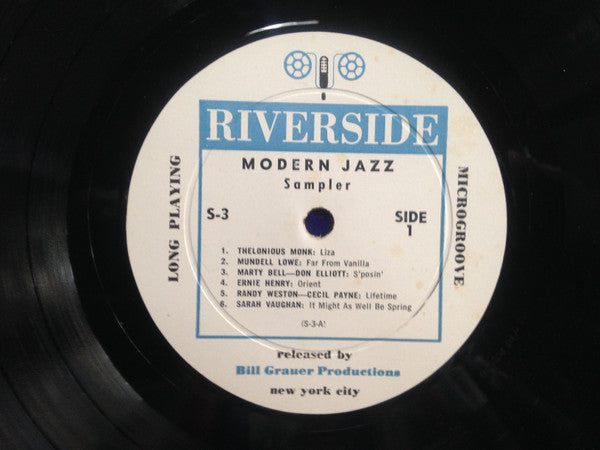 RIVERSIDE
MODERN JAZZ
Sampler
LONG PLAYING
MICROGROOVE
S-3
SIDE
1
1. THELONIOUS MONK: Liza
2. MUNDELL LOWE: Far From Vanilla
3. MARTY BELL—DON ELLIOTT: S'posin'
4. ERNIE HENRY: Orient
5. RANDY WESTON—CECIL PAYNE: Lifetime
6. SARAH VAUGHAN: It Might As Well Be Spring
(S-3-A)
released by
Bill Grauer Productions
new york city